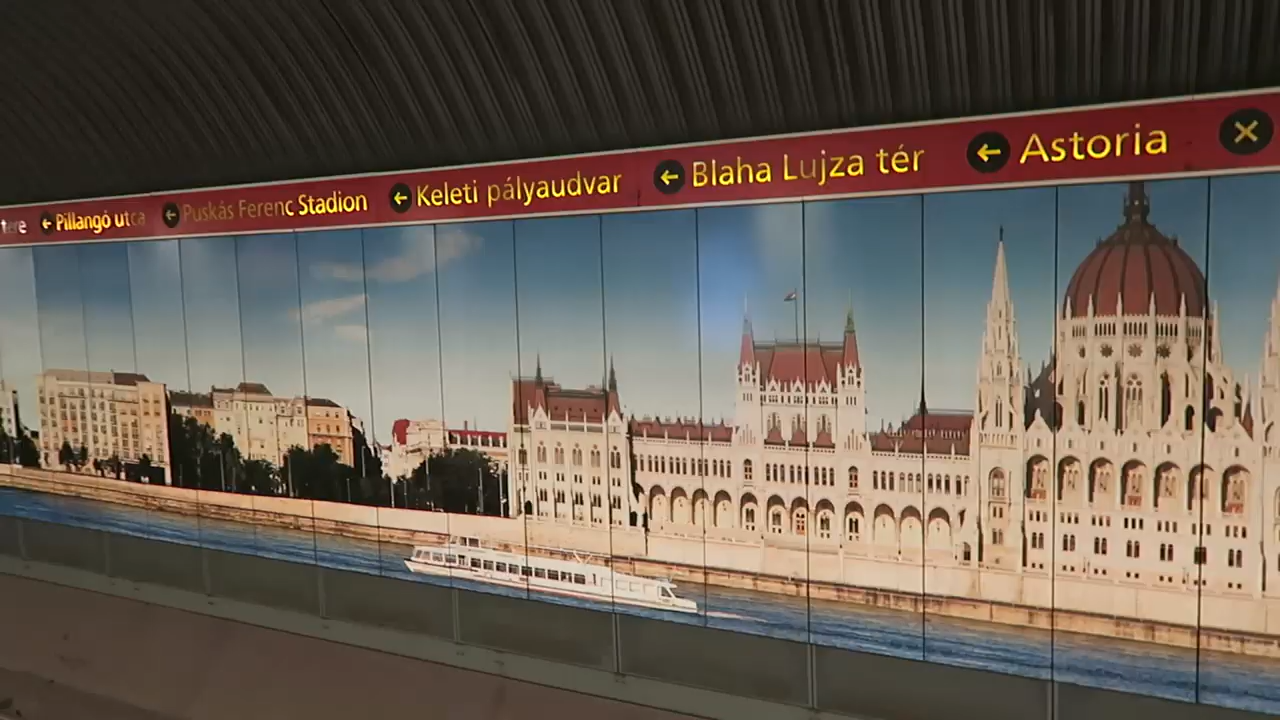 ← Pillangó utca ← Puskás Ferenc Stadion ← Keleti pályaudvar ← Blaha Lujza tér ← Astoria